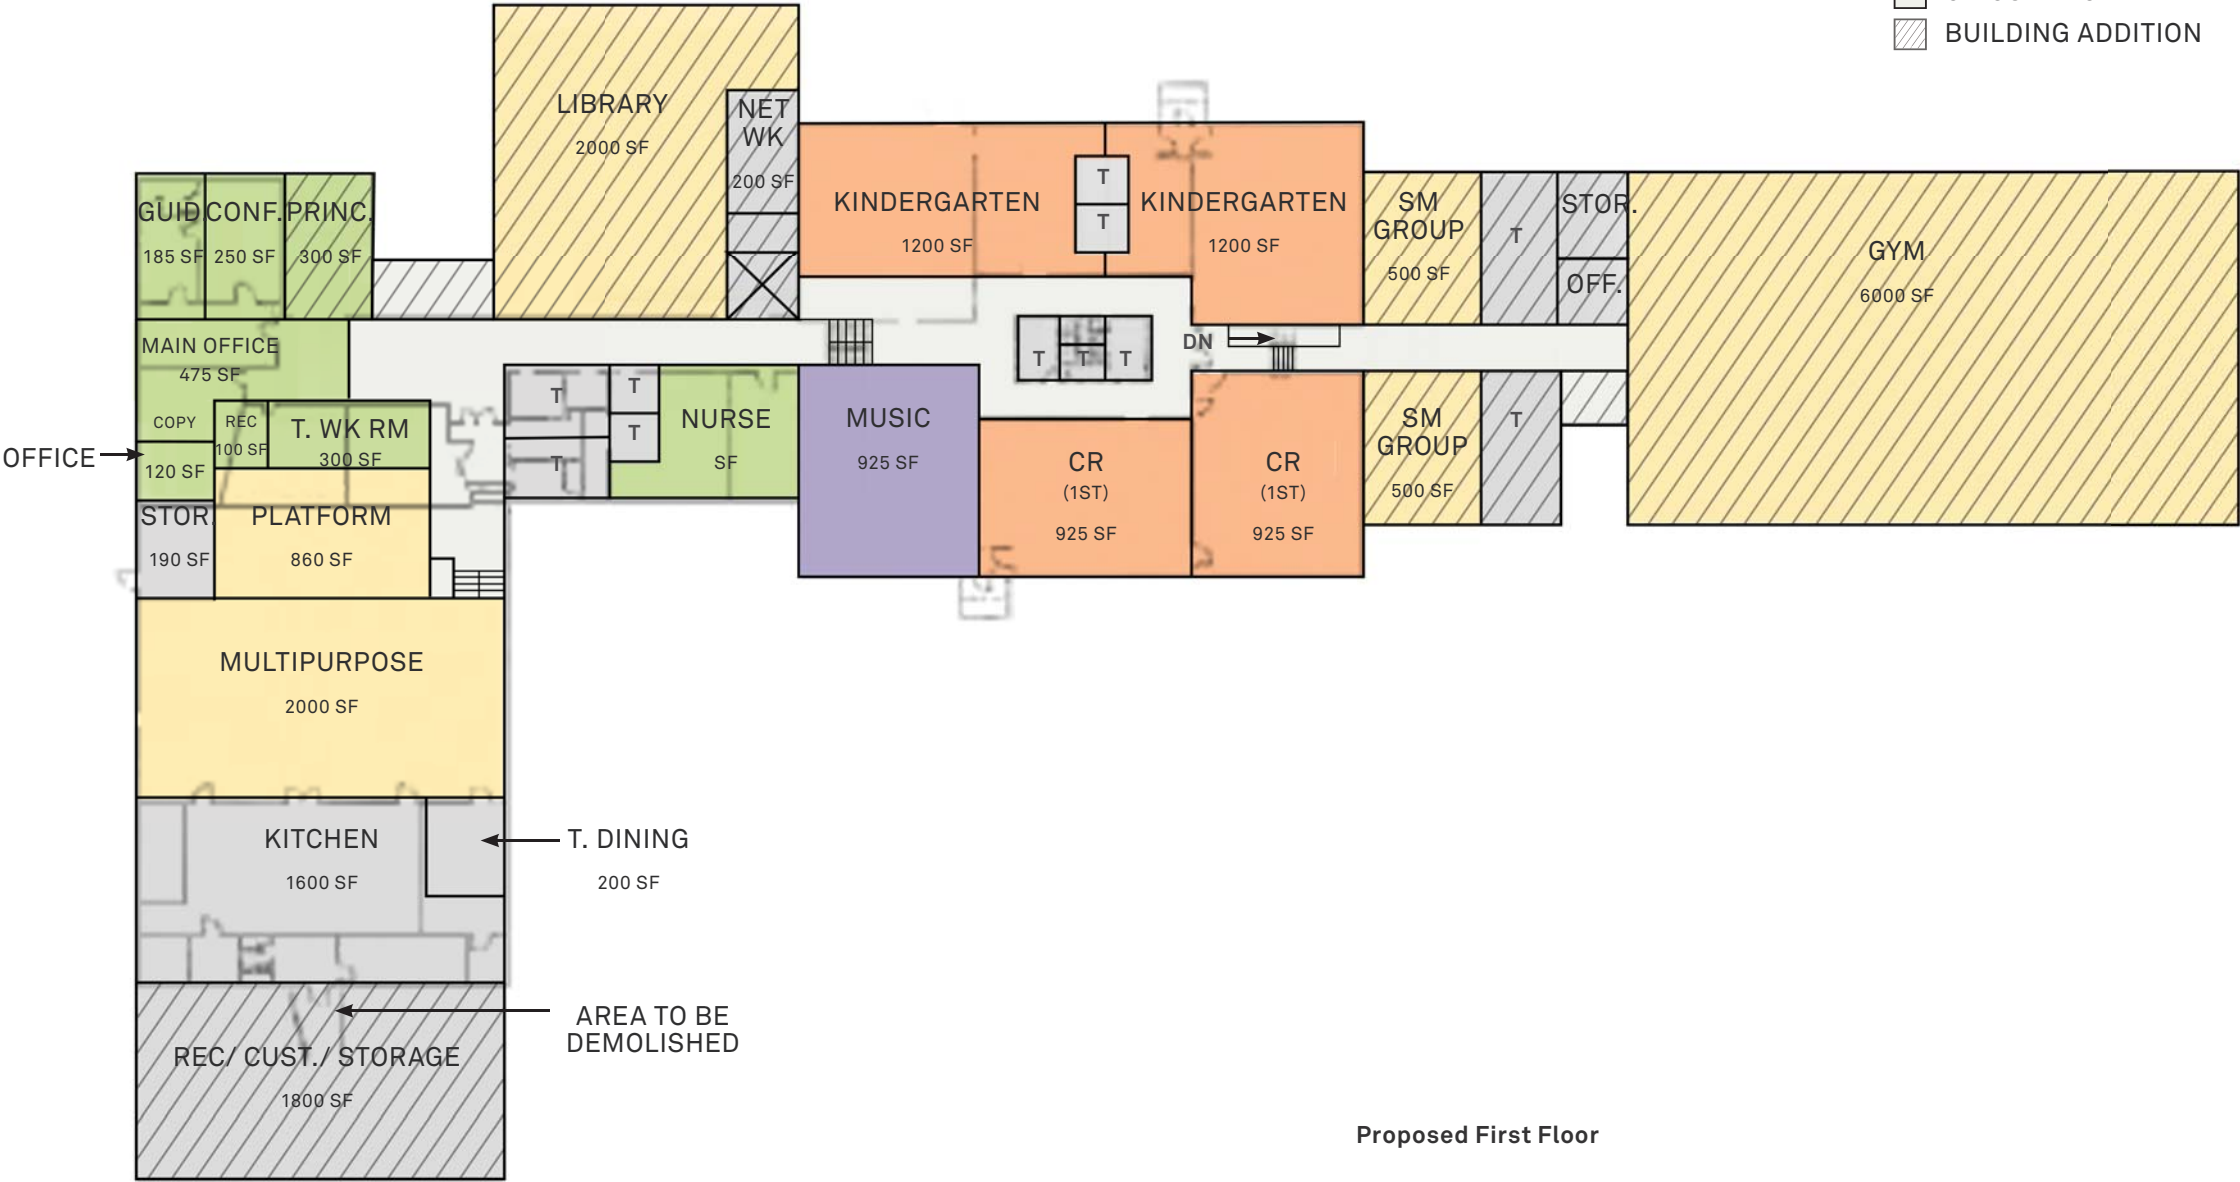 BUILDING ADDITION
LIBRARY
2000 SF
NET
WK
200 SF
KINDERGARTEN
1200 SF
T
T
KINDERGARTEN
1200 SF
SM
GROUP
500 SF
T
STOR.
OFF.
GYM
6000 SF
GUID
185 SF
CONF.
250 SF
PRINC.
300 SF
MAIN OFFICE
475 SF
COPY
REC
100 SF
T. WK RM
300 SF
OFFICE
120 SF
T
T
T
T
NURSE
SF
MUSIC
925 SF
T
T
T
DN
CR
(1ST)
925 SF
CR
(1ST)
925 SF
SM
GROUP
500 SF
T
STOR.
190 SF
PLATFORM
860 SF
MULTIPURPOSE
2000 SF
KITCHEN
1600 SF
T. DINING
200 SF
AREA TO BE
DEMOLISHED
REC/ CUST./ STORAGE
1800 SF
Proposed First Floor